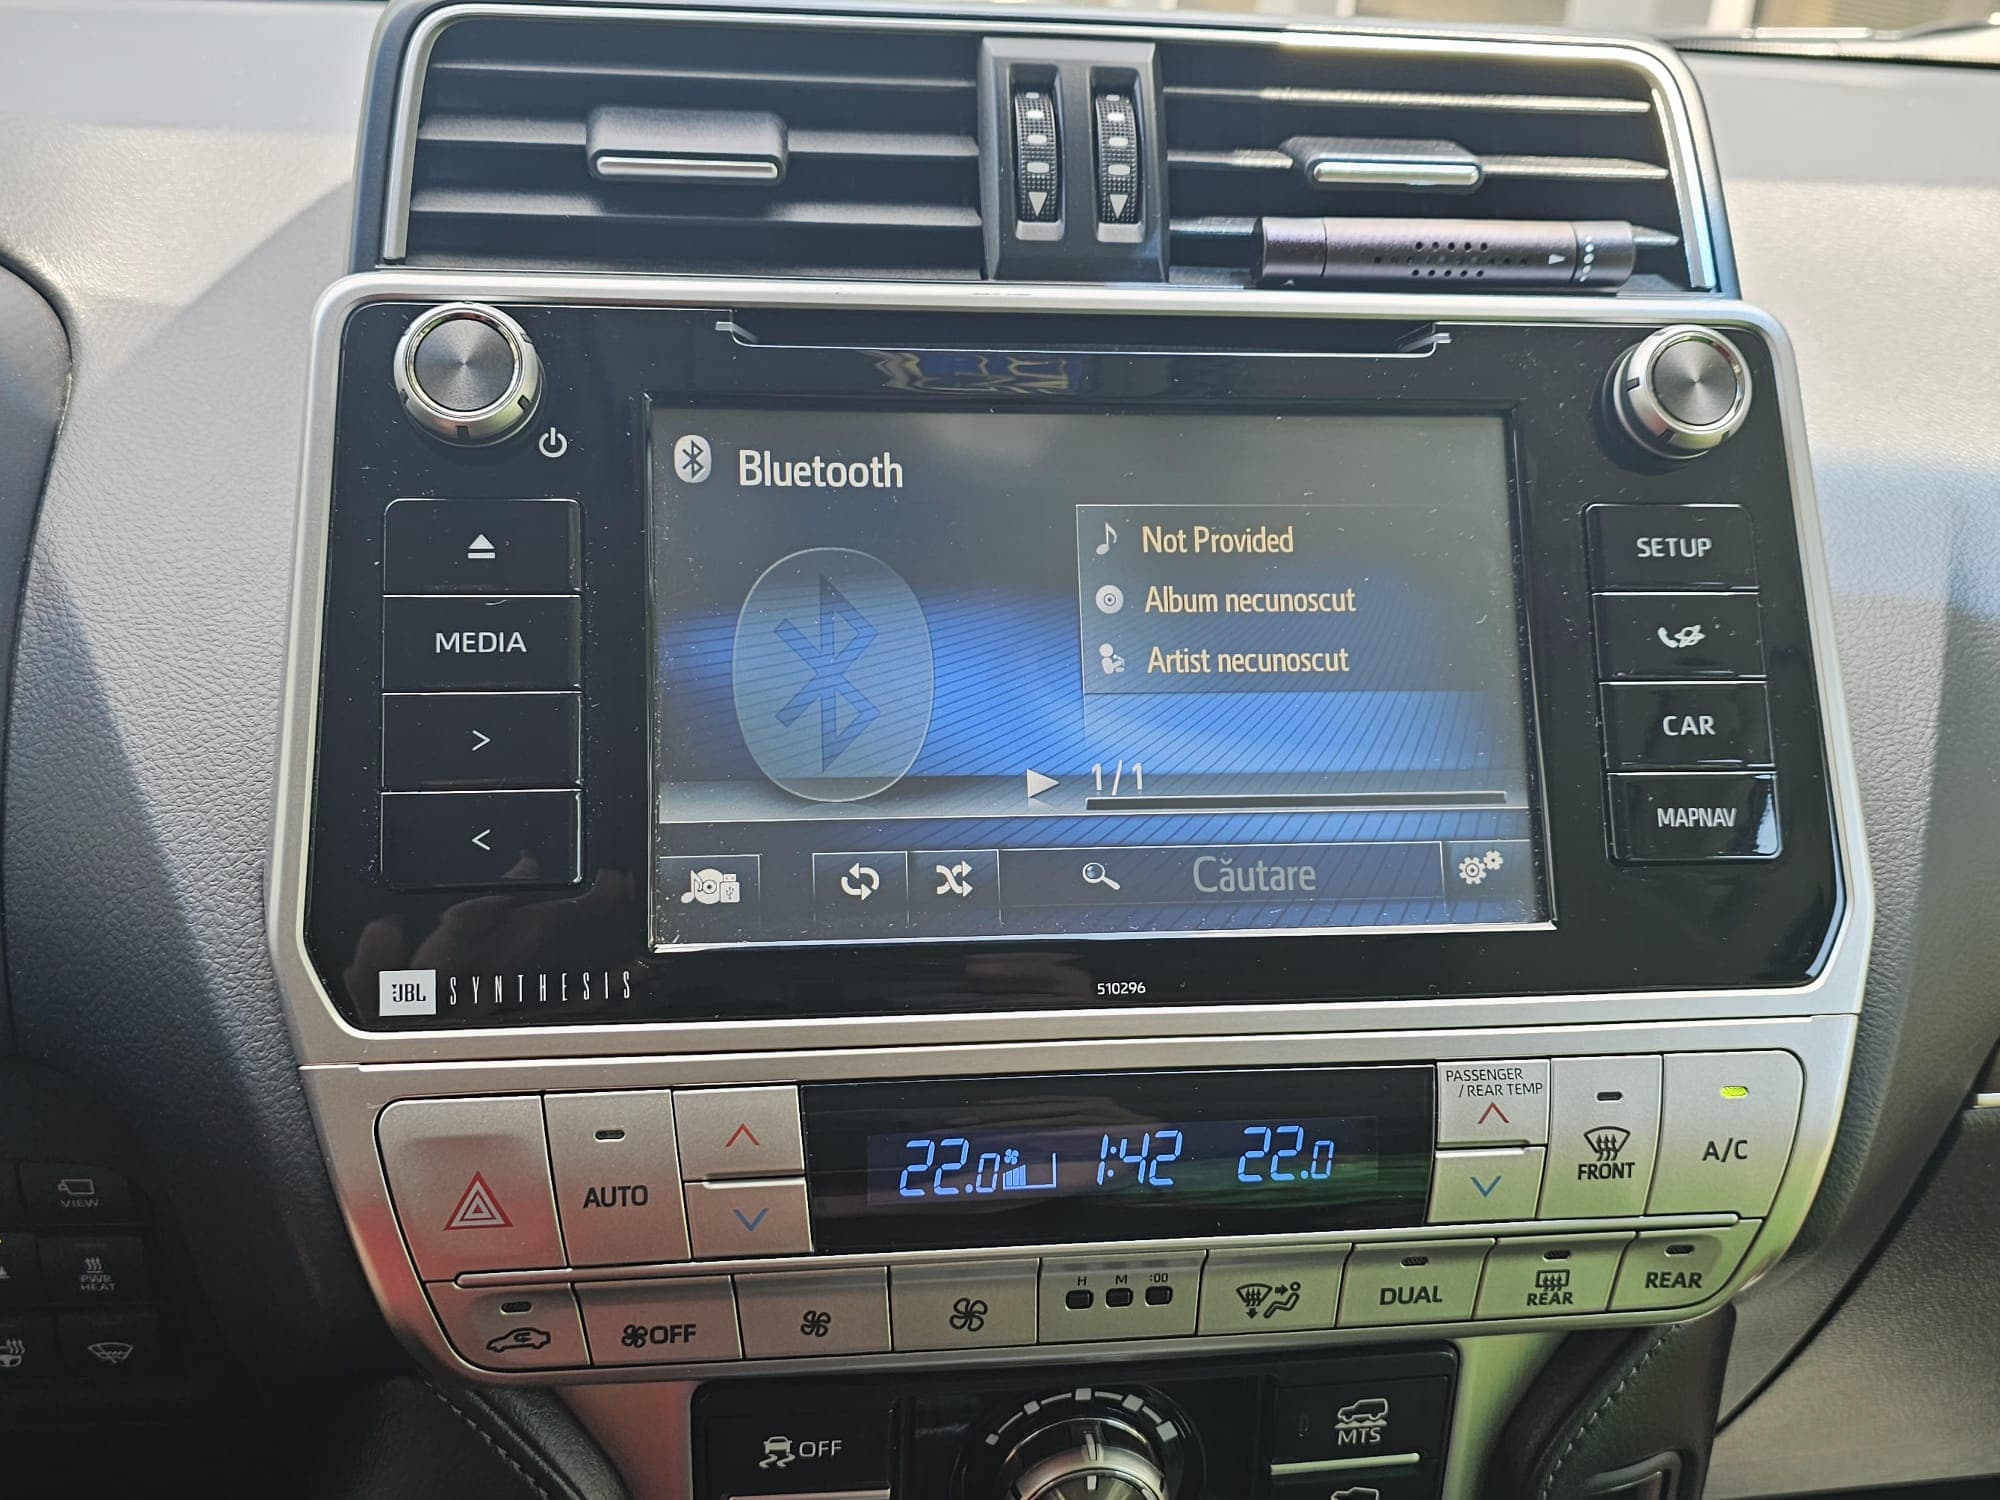 Bluetooth
Not Provided
Album necunoscut
Artist necunoscut
1/1
Căutare
MEDIA
>
<
SETUP
CAR
MAPNAV
JBL SYNTHESIS
510296
PASSENGER
/REAR TEMP
AUTO
22.0
1:42
22.0
FRONT
A/C
OFF
H M :00
DUAL
REAR
REAR
VIEW
PWR
HEAT
OFF
MTS